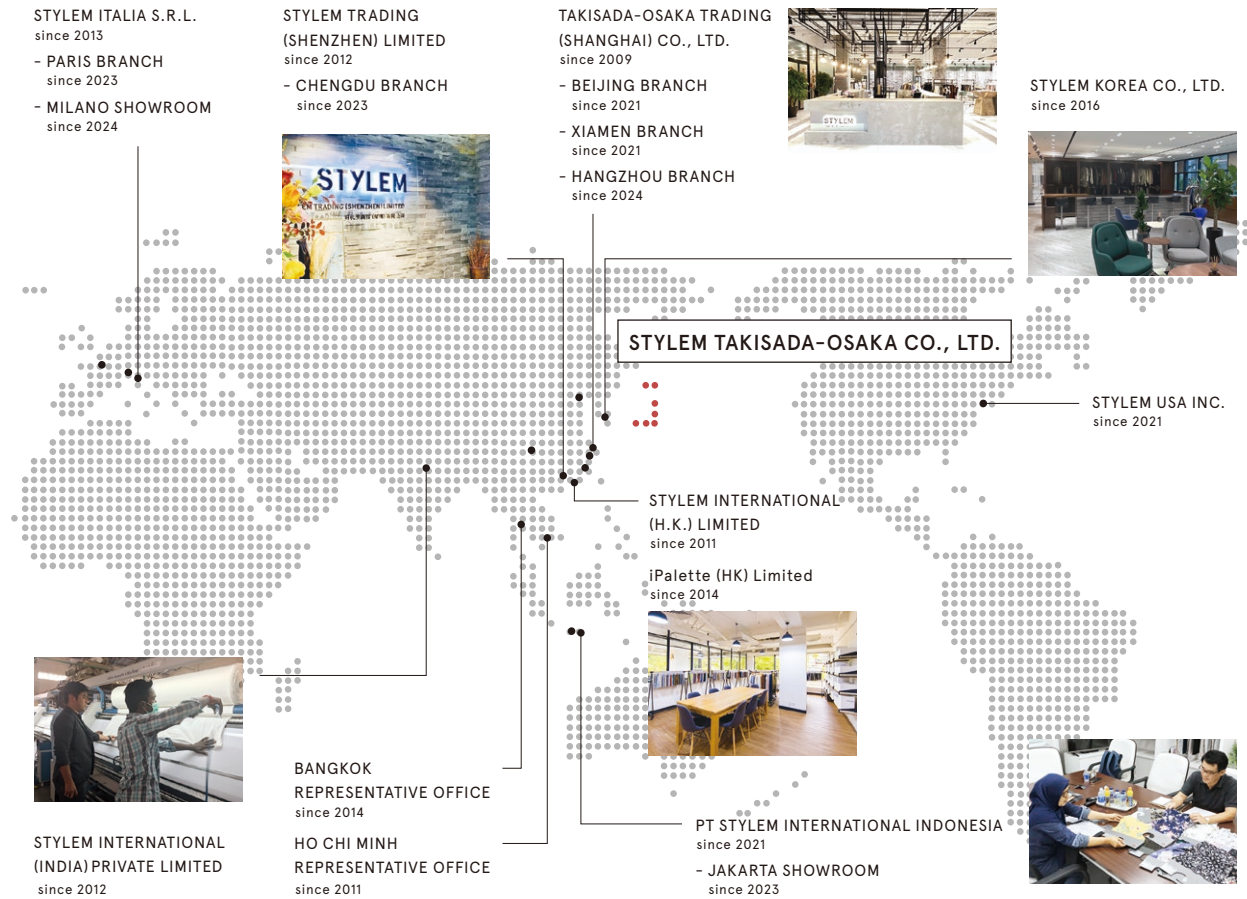 STYLEM ITALIA S.R.L.
since 2013
- PARIS BRANCH
since 2023
- MILANO SHOWROOM
since 2024
STYLEM TRADING
(SHENZHEN) LIMITED
since 2012
- CHENGDU BRANCH
since 2023
STYLEM
TRADING (SHENZHEN) LIMITED
TAKISADA-OSAKA TRADING
(SHANGHAI) CO., LTD.
since 2009
- BEIJING BRANCH
since 2021
- XIAMEN BRANCH
since 2021
- HANGZHOU BRANCH
since 2024
STYLEM
STYLEM KOREA CO., LTD.
since 2016
STYLEM TAKISADA-OSAKA CO., LTD.
STYLEM USA INC.
since 2021
STYLEM INTERNATIONAL
(H.K.) LIMITED
since 2011
iPalette (HK) Limited
since 2014
STYLEM INTERNATIONAL
(INDIA) PRIVATE LIMITED
since 2012
BANGKOK
REPRESENTATIVE OFFICE
since 2014
HO CHI MINH
REPRESENTATIVE OFFICE
since 2011
PT STYLEM INTERNATIONAL INDONESIA
since 2021
- JAKARTA SHOWROOM
since 2023